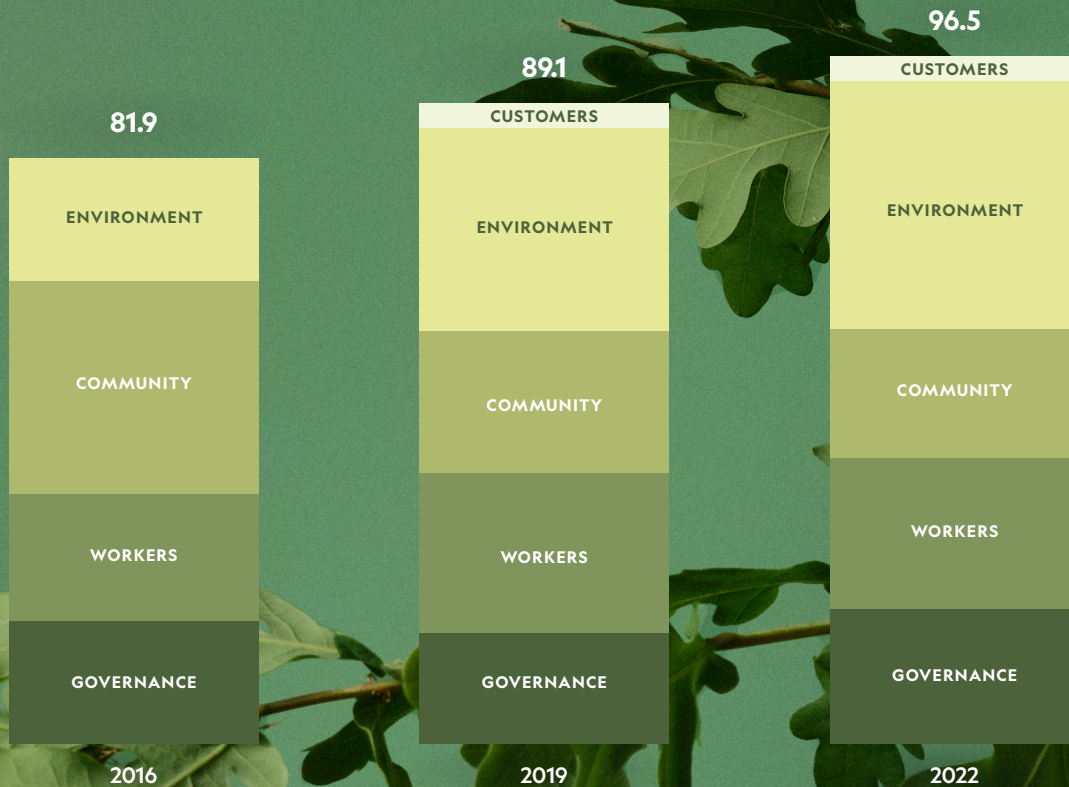 81.9
ENVIRONMENT
COMMUNITY
WORKERS
GOVERNANCE
2016
89.1
CUSTOMERS
ENVIRONMENT
COMMUNITY
WORKERS
GOVERNANCE
2019
96.5
CUSTOMERS
ENVIRONMENT
COMMUNITY
WORKERS
GOVERNANCE
2022